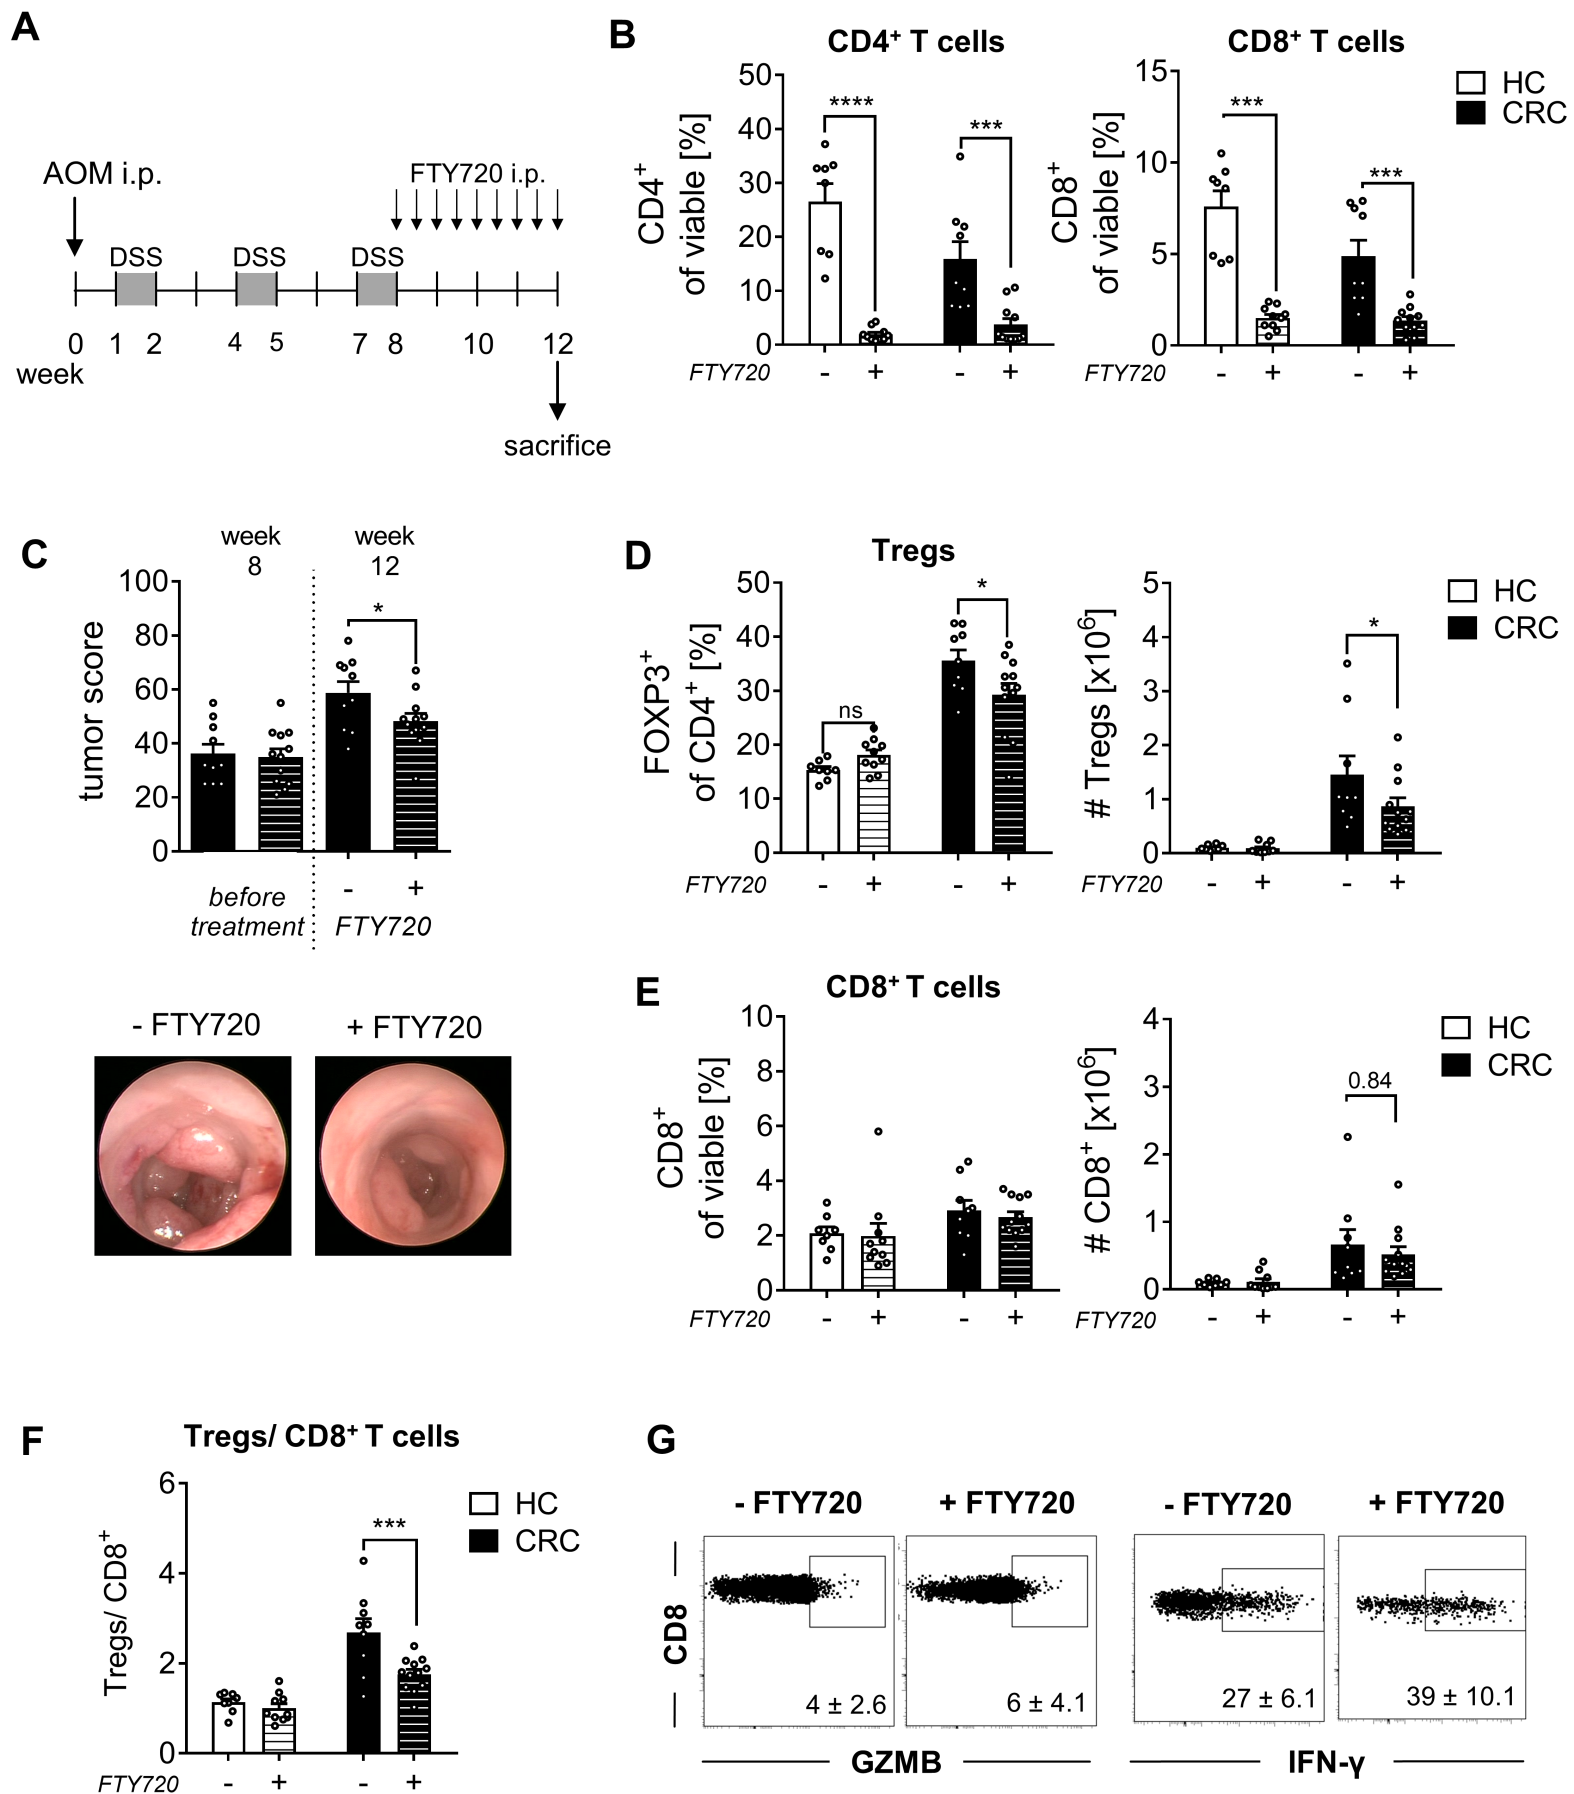 A
AOM i.p.
FTY720 i.p.
DSS DSS DSS
0 1 2 4 5 7 8 10 12
week
sacrifice
B
CD4+ T cells
CD4+
of viable [%]
50
40
30
20
10
0
**** ***
FTY720 - + - +
CD8+ T cells
CD8+
of viable [%]
15
10
5
0
*** ***
FTY720 - + - +
HC
CRC
C
week
8
week
12
tumor score
100
80
60
40
20
0
*
- +
before
treatment
FTY720
- FTY720 + FTY720
D
Tregs
FOXP3+
of CD4+ [%]
50
40
30
20
10
0
ns *
FTY720 - + - +
# Tregs [x10⁶]
5
4
3
2
1
0
*
FTY720 - + - +
HC
CRC
E
CD8+ T cells
CD8+
of viable [%]
10
8
6
4
2
0
FTY720 - + - +
# CD8+ [x10⁶]
4
3
2
1
0
0.84
FTY720 - + - +
HC
CRC
F
Tregs/ CD8+ T cells
Tregs/ CD8+
6
4
2
0
***
FTY720 - + - +
HC
CRC
G
- FTY720 + FTY720 - FTY720 + FTY720
CD8
4 ± 2.6 6 ± 4.1 27 ± 6.1 39 ± 10.1
GZMB IFN-γ